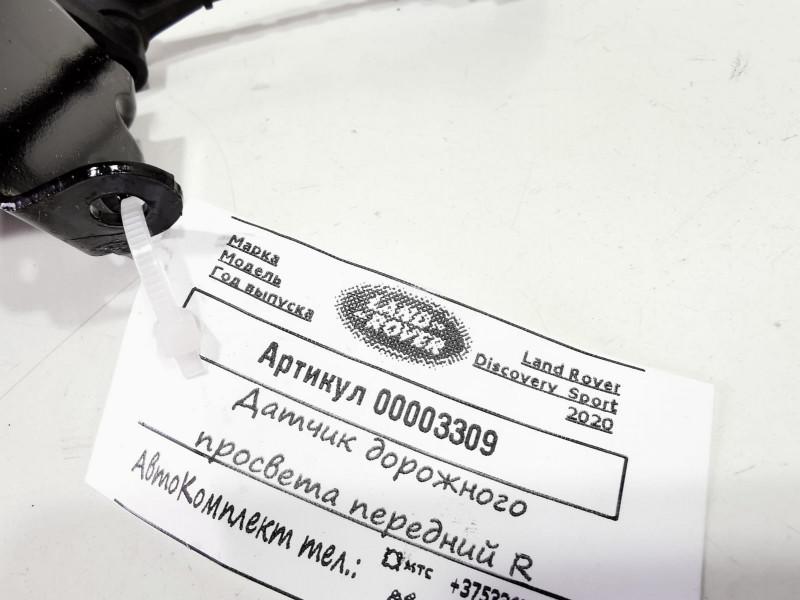 Марка
Модель
Год выпуска
LAND
ROVER
Land Rover
Discovery Sport
2020
Артикул 00003309
Датчик дорожного
просвета передний R
АвтоКомплект тел.:
МТС